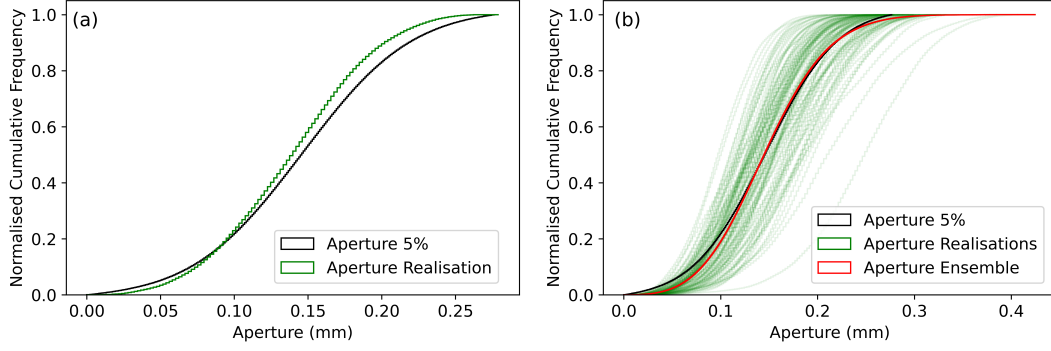 (a)
Normalised Cumulative Frequency
1.0
0.8
0.6
0.4
0.2
0.0
Aperture 5%
Aperture Realisation
0.00 0.05 0.10 0.15 0.20 0.25
Aperture (mm)
(b)
Normalised Cumulative Frequency
1.0
0.8
0.6
0.4
0.2
0.0
Aperture 5%
Aperture Realisations
Aperture Ensemble
0.0 0.1 0.2 0.3 0.4
Aperture (mm)